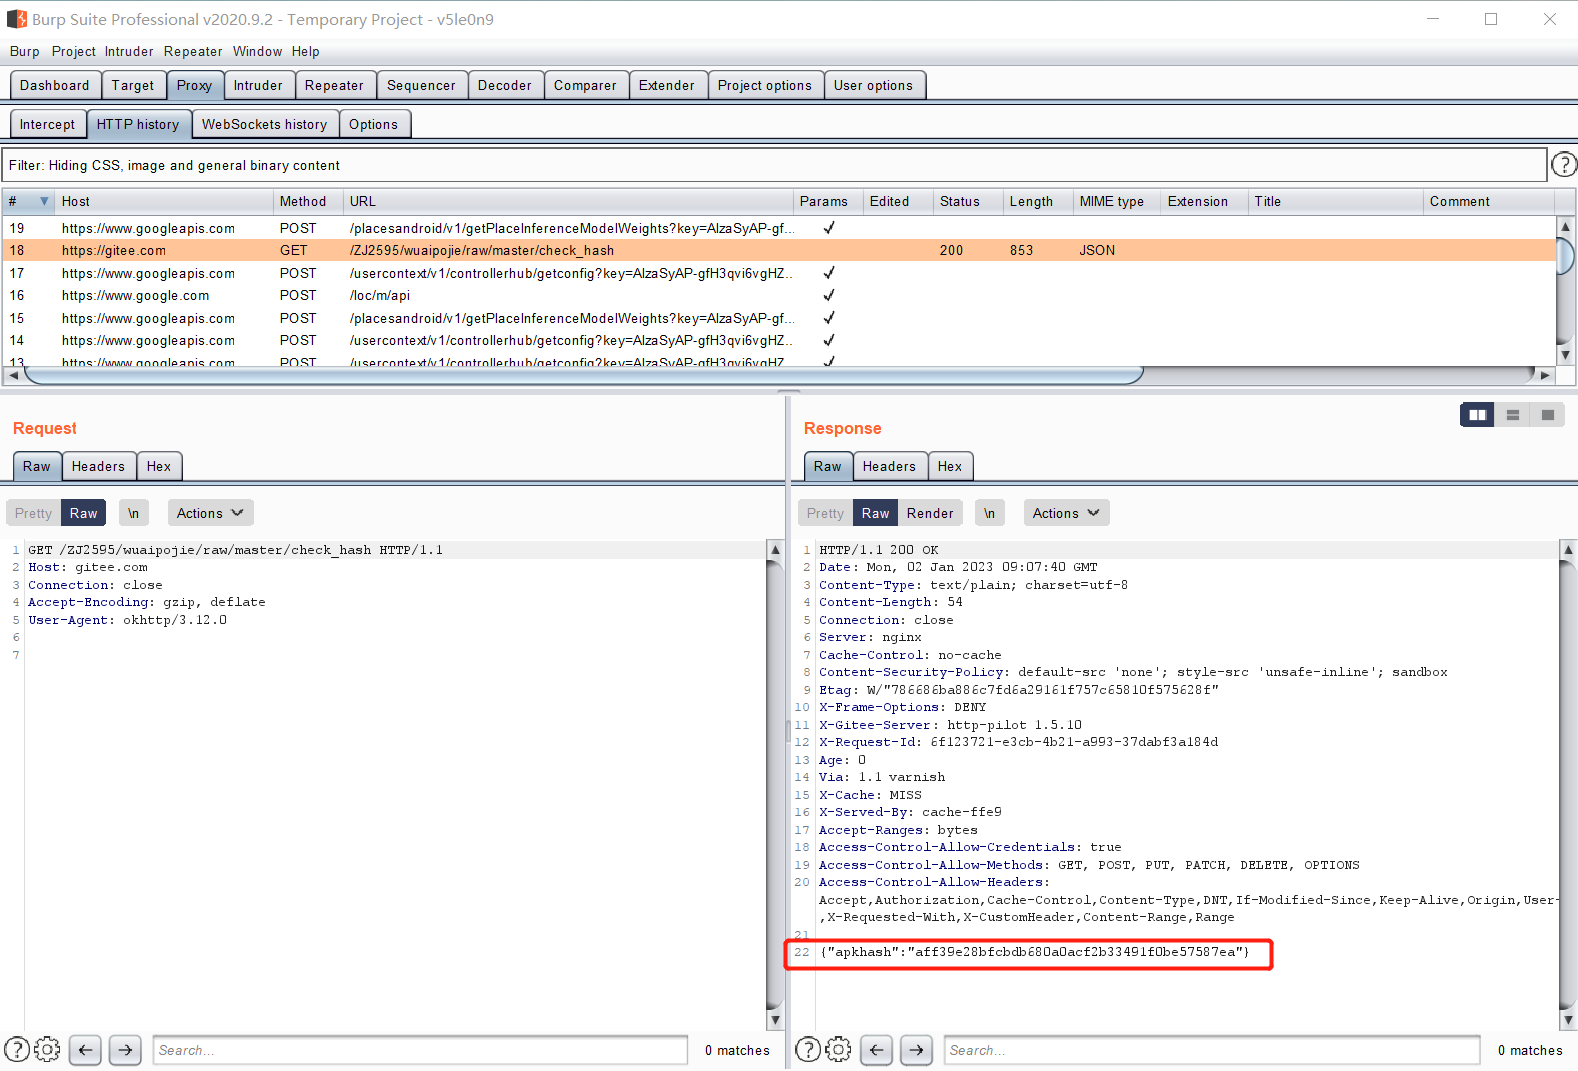 Burp Suite Professional v2020.9.2 - Temporary Project - v5le0n9
Burp Project Intruder Repeater Window Help
Dashboard Target Proxy Intruder Repeater Sequencer Decoder Comparer Extender Project options User options
Intercept HTTP history WebSockets history Options
Filter: Hiding CSS, image and general binary content
# Host Method URL Params Edited Status Length MIME type Extension Title Comment
19 https://www.googleapis.com POST /placesandroid/v1/getPlaceInferenceModelWeights?key=AIzaSyAP-gf... ✓
18 https://gitee.com GET /ZJ2595/wuaipojie/raw/master/check_hash 200 853 JSON
17 https://www.googleapis.com POST /usercontext/v1/controllerhub/getconfig?key=AIzaSyAP-gfH3qvi6vgHZ... ✓
16 https://www.google.com POST /loc/m/api ✓
15 https://www.googleapis.com POST /placesandroid/v1/getPlaceInferenceModelWeights?key=AIzaSyAP-gf... ✓
14 https://www.googleapis.com POST /usercontext/v1/controllerhub/getconfig?key=AIzaSyAP-gfH3qvi6vgHZ... ✓
13 https://www.googleapis.com POST /usercontext/v1/controllerhub/getconfig?key=AIzaSyAP-gfH3qvi6vgHZ... ✓
Request
Raw Headers Hex
Pretty Raw \n Actions
1 GET /ZJ2595/wuaipojie/raw/master/check_hash HTTP/1.1
2 Host: gitee.com
3 Connection: close
4 Accept-Encoding: gzip, deflate
5 User-Agent: okhttp/3.12.0
6
7
Search... 0 matches
Response
Raw Headers Hex
Pretty Raw Render \n Actions
1 HTTP/1.1 200 OK
2 Date: Mon, 02 Jan 2023 09:07:40 GMT
3 Content-Type: text/plain; charset=utf-8
4 Content-Length: 54
5 Connection: close
6 Server: nginx
7 Cache-Control: no-cache
8 Content-Security-Policy: default-src 'none'; style-src 'unsafe-inline'; sandbox
9 Etag: W/"786686ba886c7fd6a29161f757c65810f575628f"
10 X-Frame-Options: DENY
11 X-Gitee-Server: http-pilot 1.5.10
12 X-Request-Id: 6f123721-e3cb-4b21-a993-37dabf3a184d
13 Age: 0
14 Via: 1.1 varnish
15 X-Cache: MISS
16 X-Served-By: cache-ffe9
17 Accept-Ranges: bytes
18 Access-Control-Allow-Credentials: true
19 Access-Control-Allow-Methods: GET, POST, PUT, PATCH, DELETE, OPTIONS
20 Access-Control-Allow-Headers:
Accept,Authorization,Cache-Control,Content-Type,DNT,If-Modified-Since,Keep-Alive,Origin,User-
,X-Requested-With,X-CustomHeader,Content-Range,Range
21
22 {"apkhash":"aff39e28bfcbdb680a0acf2b33491f0be57587ea"}
Search... 0 matches